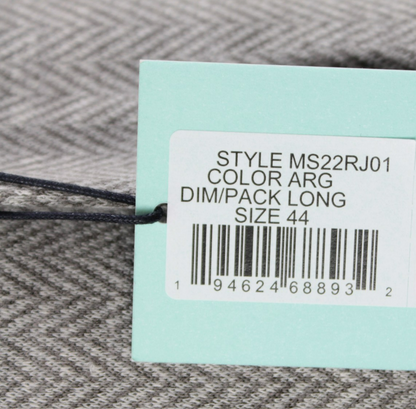 STYLE MS22RJ01
COLOR ARG
DIM/PACK LONG
SIZE 44
1 94624 68893 2